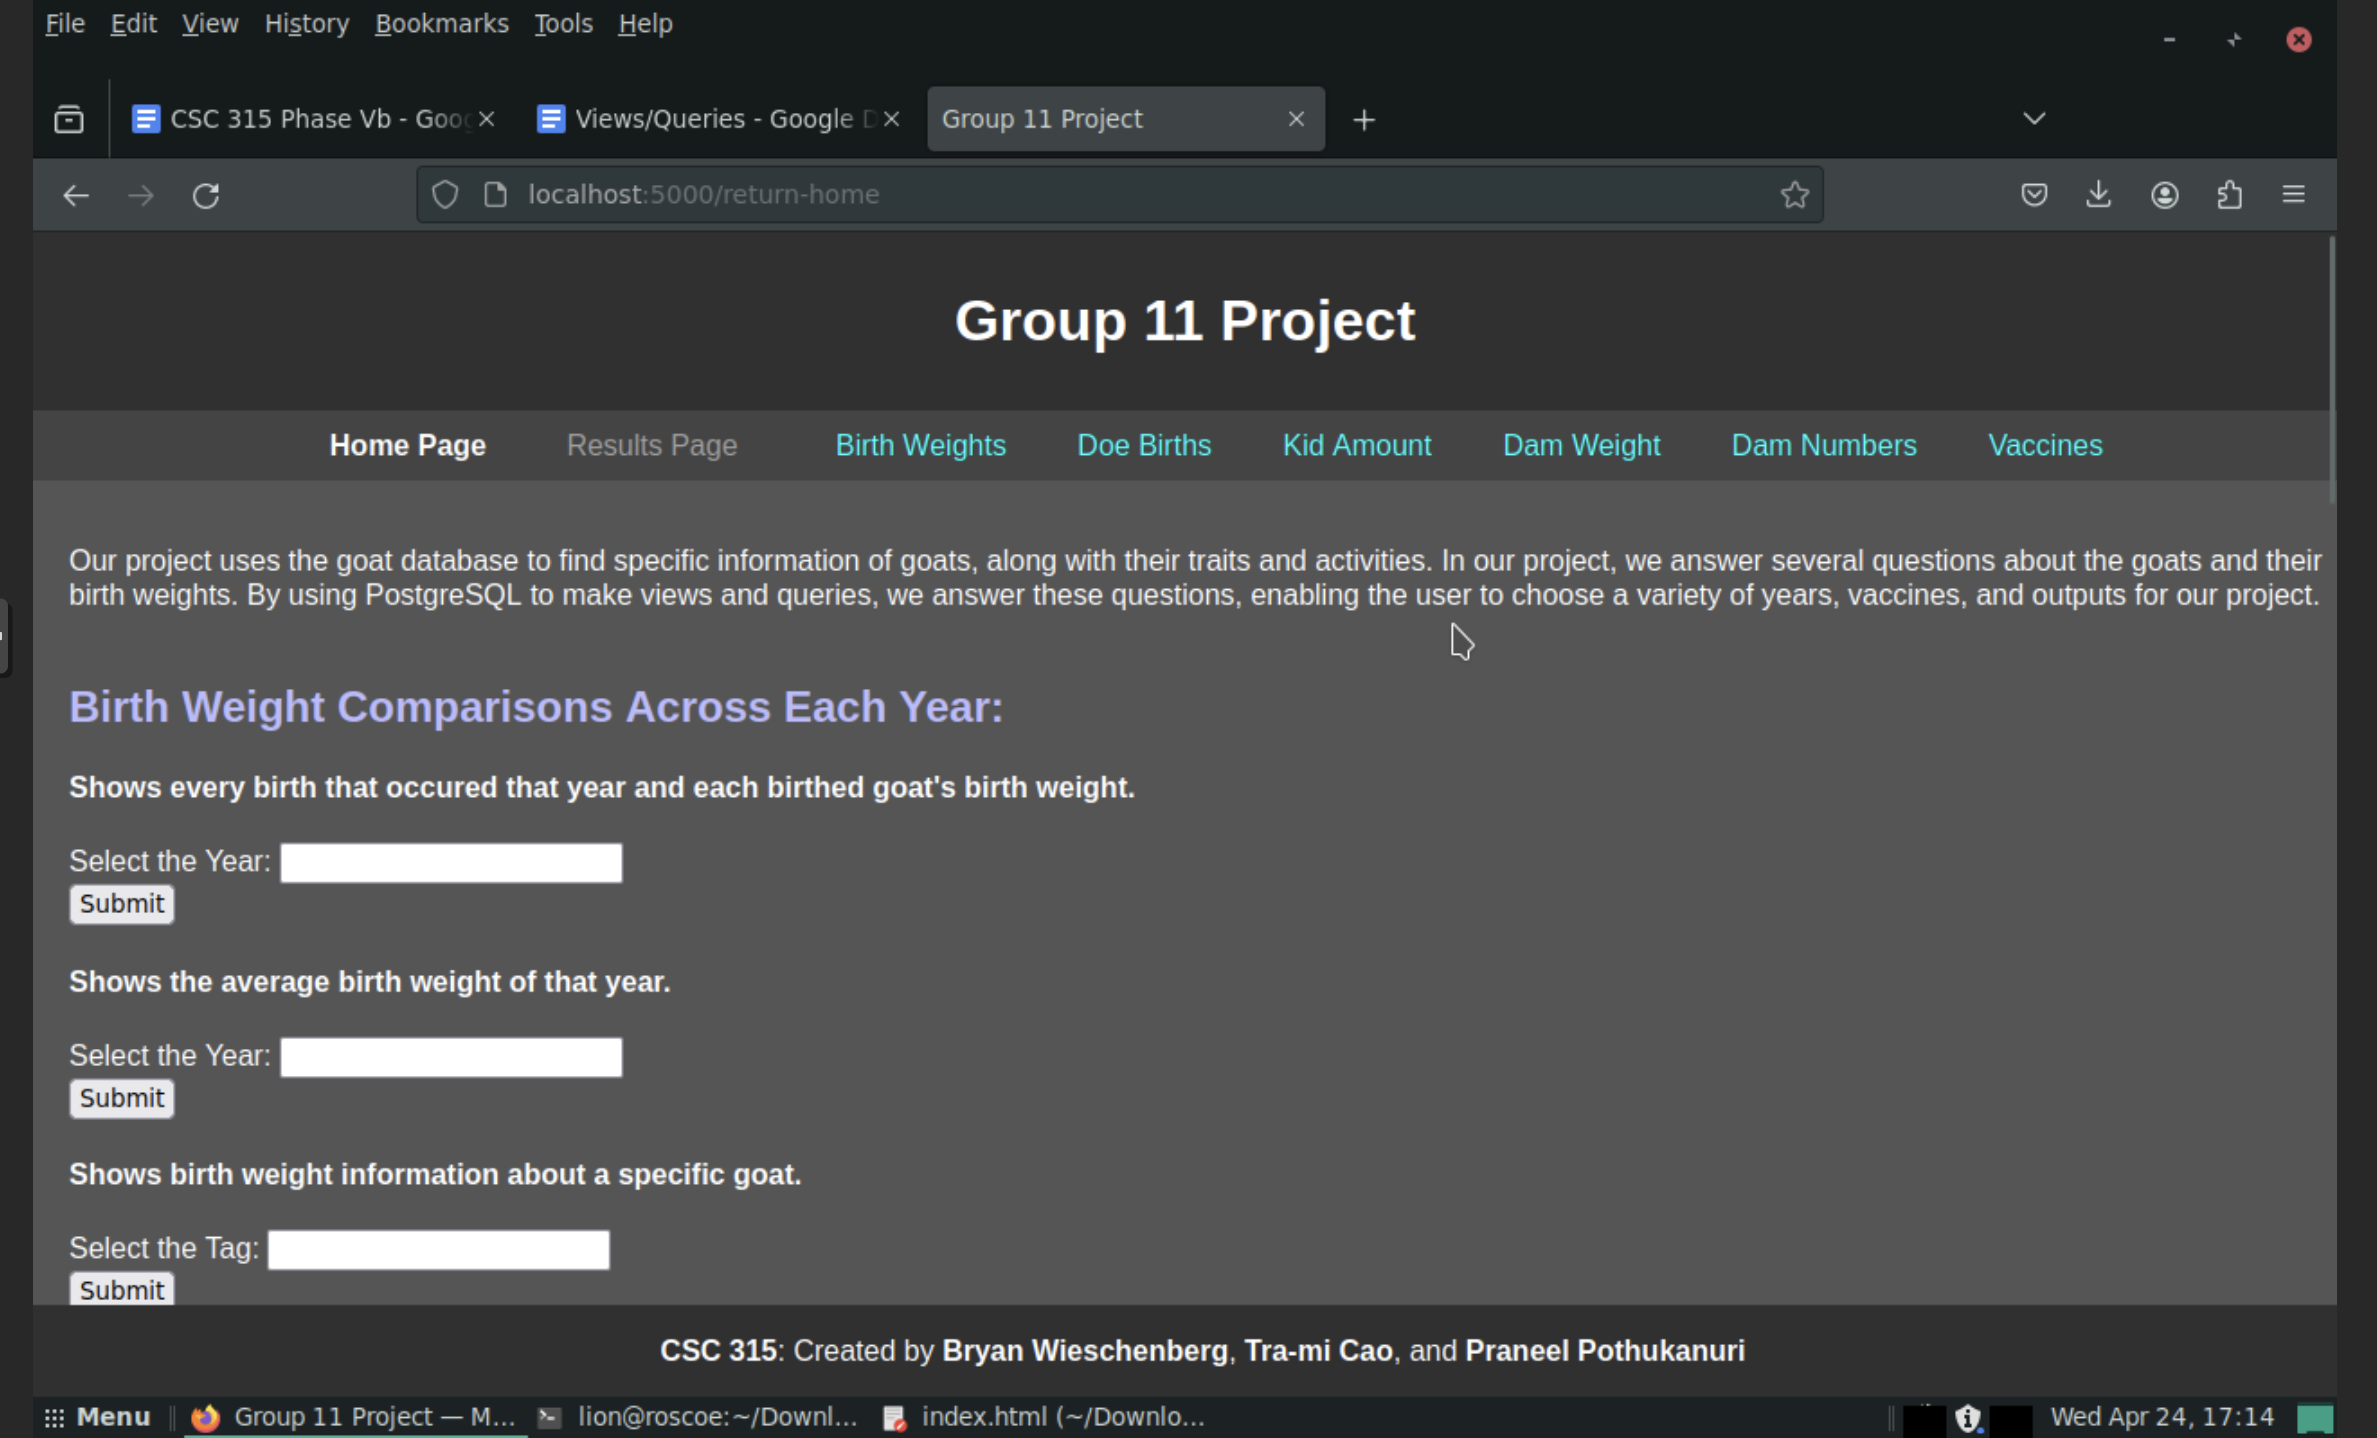 File Edit View History Bookmarks Tools Help
CSC 315 Phase Vb - Goog Views/Queries - Google D Group 11 Project
localhost:5000/return-home
Group 11 Project
Home Page Results Page Birth Weights Doe Births Kid Amount Dam Weight Dam Numbers Vaccines
Our project uses the goat database to find specific information of goats, along with their traits and activities. In our project, we answer several questions about the goats and their
birth weights. By using PostgreSQL to make views and queries, we answer these questions, enabling the user to choose a variety of years, vaccines, and outputs for our project.
Birth Weight Comparisons Across Each Year:
Shows every birth that occured that year and each birthed goat's birth weight.
Select the Year:
Submit
Shows the average birth weight of that year.
Select the Year:
Submit
Shows birth weight information about a specific goat.
Select the Tag:
Submit
CSC 315: Created by Bryan Wieschenberg, Tra-mi Cao, and Praneel Pothukanuri
Menu Group 11 Project — M... lion@roscoe:~/Downl... index.html (~/Downlo... Wed Apr 24, 17:14